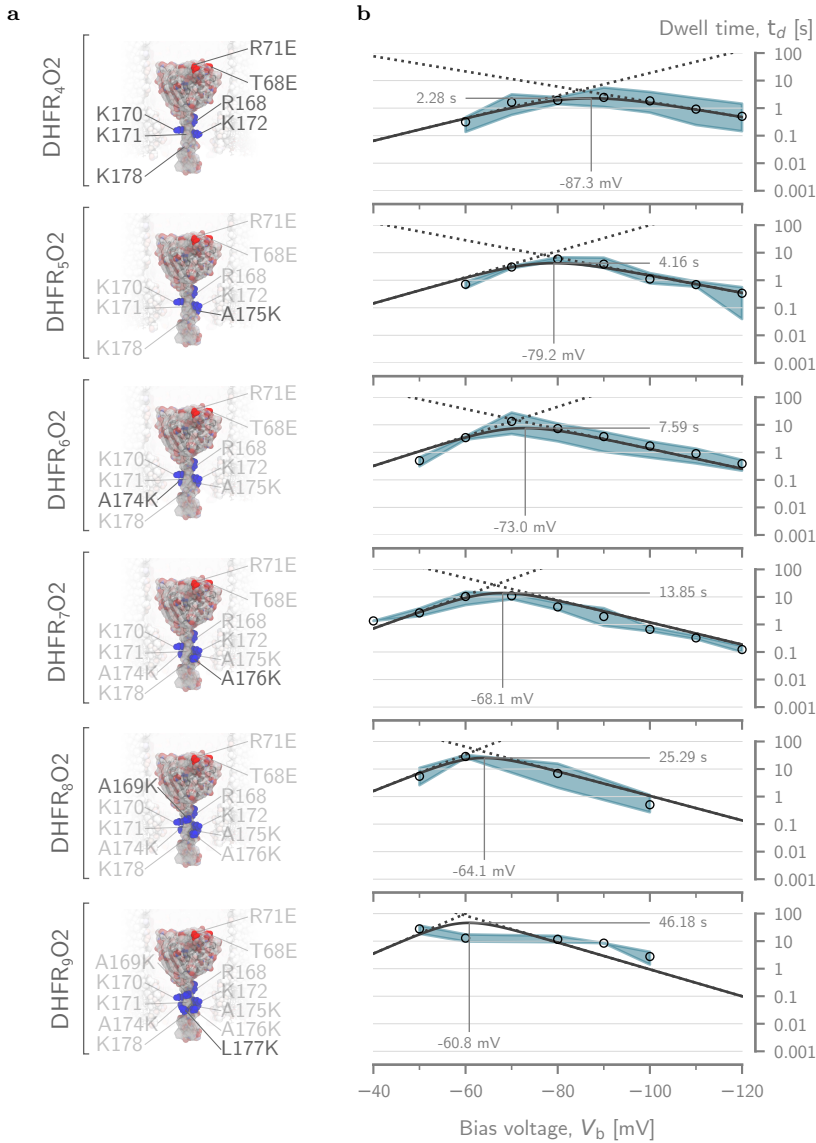 a
b
Dwell time, t_d [s]
DHFR₄O2
R71E
T68E
K170
R168
K171
K172
K178
2.28 s
-87.3 mV
100
10
1
0.1
0.01
0.001
DHFR₅O2
R71E
T68E
K170
R168
K171
K172
A175K
K178
4.16 s
-79.2 mV
100
10
1
0.1
0.01
0.001
DHFR₆O2
R71E
T68E
K170
R168
K171
K172
A174K
A175K
K178
7.59 s
-73.0 mV
100
10
1
0.1
0.01
0.001
DHFR₇O2
R71E
T68E
K170
R168
K171
K172
A174K
A175K
K178
A176K
13.85 s
-68.1 mV
100
10
1
0.1
0.01
0.001
DHFR₈O2
R71E
T68E
A169K
K170
R168
K171
K172
A174K
A175K
K178
A176K
25.29 s
-64.1 mV
100
10
1
0.1
0.01
0.001
DHFR₉O2
R71E
T68E
A169K
K170
R168
K171
K172
A174K
A175K
K178
A176K
L177K
46.18 s
-60.8 mV
100
10
1
0.1
0.01
0.001
−40 −60 −80 −100 −120
Bias voltage, V_b [mV]